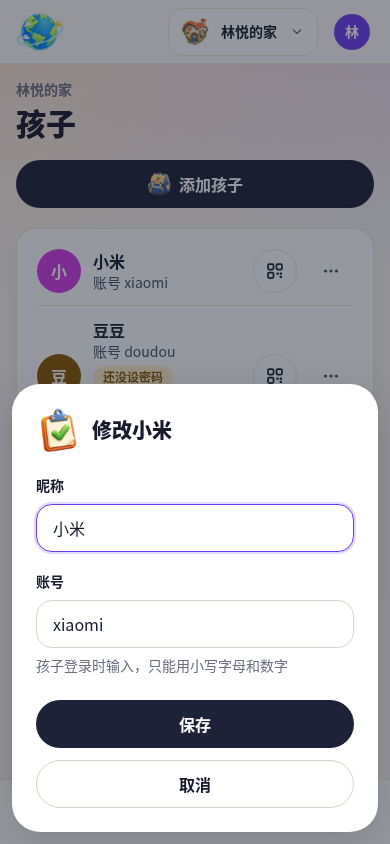 林悦的家
林
林悦的家
孩子
添加孩子
小
小米
账号 xiaomi
豆豆
账号 doudou
还没设密码
豆
修改小米
昵称
小米
账号
xiaomi
孩子登录时输入，只能用小写字母和数字
保存
取消